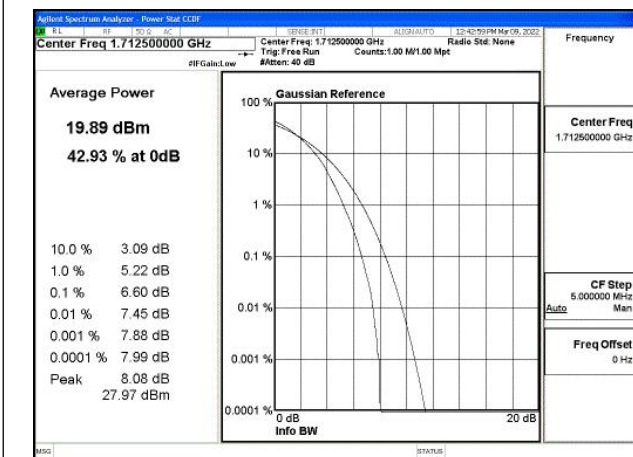 Agilent Spectrum Analyzer - Power Stat CCDF
RL RF 50 Ω AC SENSE:INT ALIGNAUTO 12:42:59 PM Mar 09, 2022
Center Freq 1.712500000 GHz
Center Freq: 1.712500000 GHz Radio Std: None
Trig: Free Run Counts:1.00 M/1.00 Mpt
#IFGain:Low #Atten: 40 dB
Frequency
Average Power
19.89 dBm
42.93 % at 0dB
10.0 % 3.09 dB
1.0 % 5.22 dB
0.1 % 6.60 dB
0.01 % 7.45 dB
0.001 % 7.88 dB
0.0001 % 7.99 dB
Peak 8.08 dB
27.97 dBm
Gaussian Reference
100 %
10 %
1 %
0.1 %
0.01 %
0.001 %
0.0001 %
0 dB 20 dB
Info BW
Center Freq
1.712500000 GHz
CF Step
5.000000 MHz
Auto Man
Freq Offset
0 Hz
MSG STATUS